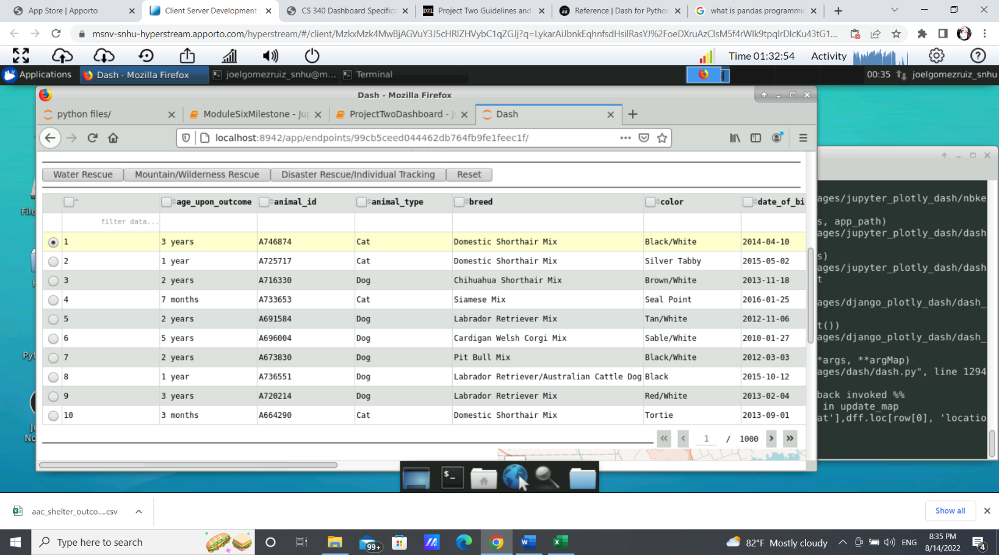 App Store | Apporto
Client Server Development
CS 340 Dashboard Specifica
D2L
Project Two Guidelines and
Reference | Dash for Python
what is pandas programmin
msnv-snhu-hyperstream.apporto.com/hyperstream/#/client/MzkxMzk4MwBjAGVuY3J5cHRlZHVybC1qZGJj?q=LykarAiJbnkEqhnfsdHsilRasYJ%2FoeDXruAzClsM5f4rWIk9tpqIrDIcKu43tG1...
Time 01:32:54
Activity
Applications
Dash - Mozilla Firefox
joelgomezruiz_snhu@m...
Terminal
00:35
joelgomezruiz_snhu
Dash - Mozilla Firefox
python files/
ModuleSixMilestone - Jup
ProjectTwoDashboard - Ju
Dash
localhost:8942/app/endpoints/99cb5ceed044462db764fb9fe1feec1f/
Water Rescue
Mountain/Wilderness Rescue
Disaster Rescue/Individual Tracking
Reset
age_upon_outcome animal_id animal_type breed color date_of_bi
filter data...
1 3 years A746874 Cat Domestic Shorthair Mix Black/White 2014-04-10
2 1 year A725717 Cat Domestic Shorthair Mix Silver Tabby 2015-05-02
3 2 years A716330 Dog Chihuahua Shorthair Mix Brown/White 2013-11-18
4 7 months A733653 Cat Siamese Mix Seal Point 2016-01-25
5 2 years A691584 Dog Labrador Retriever Mix Tan/White 2012-11-06
6 5 years A696004 Dog Cardigan Welsh Corgi Mix Sable/White 2010-01-27
7 2 years A673830 Dog Pit Bull Mix Black/White 2012-03-03
8 1 year A736551 Dog Labrador Retriever/Australian Cattle Dog Black 2015-10-12
9 3 years A720214 Dog Labrador Retriever Mix Red/White 2013-02-04
10 3 months A664290 Cat Domestic Shorthair Mix Tortie 2013-09-01
1 / 1000
ages/jupyter_plotly_dash/nbke
s, app_path)
ages/jupyter_plotly_dash/dash
s)
ages/jupyter_plotly_dash/dash
t
ages/django_plotly_dash/dash_
t())
ages/django_plotly_dash/dash_
*args, **argMap)
ages/dash/dash.py", line 1294
back invoked %%
in update_map
at'],dff.loc[row[0], 'locatio
File
Pyt
No
aac_shelter_outco....csv
Show all
Type here to search
99+
82°F Mostly cloudy
ENG
8:35 PM
8/14/2022
4